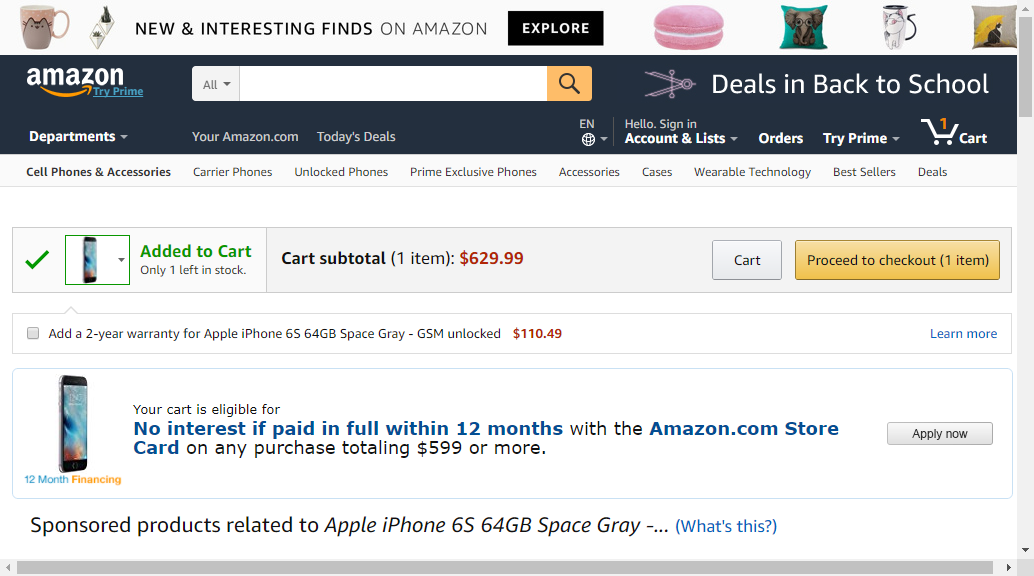 NEW & INTERESTING FINDS ON AMAZON
EXPLORE
amazon
Try Prime
All
Deals in Back to School
Departments
Your Amazon.com
Today's Deals
EN
Hello. Sign in
Account & Lists
Orders
Try Prime
1
Cart
Cell Phones & Accessories
Carrier Phones
Unlocked Phones
Prime Exclusive Phones
Accessories
Cases
Wearable Technology
Best Sellers
Deals
Added to Cart
Only 1 left in stock.
Cart subtotal (1 item): $629.99
Cart
Proceed to checkout (1 item)
Add a 2-year warranty for Apple iPhone 6S 64GB Space Gray - GSM unlocked $110.49
Learn more
Your cart is eligible for
No interest if paid in full within 12 months with the Amazon.com Store
Card on any purchase totaling $599 or more.
Apply now
12 Month Financing
Sponsored products related to Apple iPhone 6S 64GB Space Gray -... (What's this?)